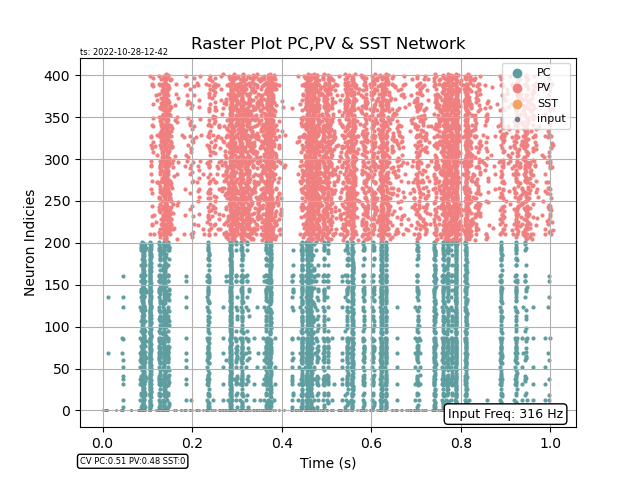 Raster Plot PC,PV & SST Network
ts: 2022-10-28-12-42
PC
PV
SST
input
400
350
300
250
200
150
100
50
0
Neuron Indicies
Input Freq: 316 Hz
0.0 0.2 0.4 0.6 0.8 1.0
Time (s)
CV PC:0.51 PV:0.48 SST:0